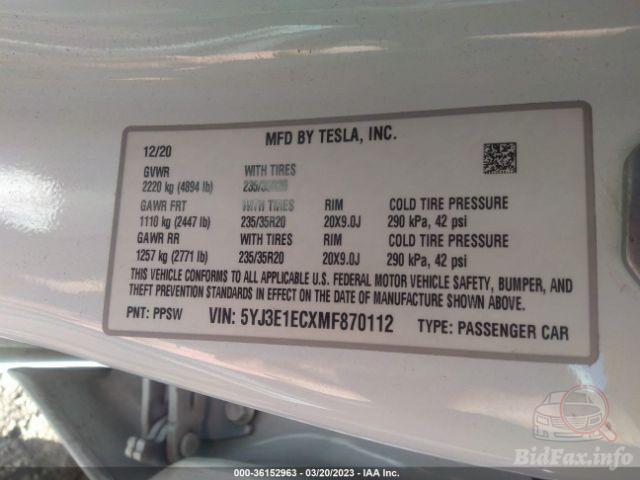 MFD BY TESLA, INC.
12/20
GVWR WITH TIRES
2220 kg (4894 lb) 235/35R20
GAWR FRT WITH TIRES RIM COLD TIRE PRESSURE
1110 kg (2447 lb) 235/35R20 20X9.0J 290 kPa, 42 psi
GAWR RR WITH TIRES RIM COLD TIRE PRESSURE
1257 kg (2771 lb) 235/35R20 20X9.0J 290 kPa, 42 psi
THIS VEHICLE CONFORMS TO ALL APPLICABLE U.S. FEDERAL MOTOR VEHICLE SAFETY, BUMPER, AND
THEFT PREVENTION STANDARDS IN EFFECT ON THE DATE OF MANUFACTURE SHOWN ABOVE.
PNT: PPSW VIN: 5YJ3E1ECXMF870112 TYPE: PASSENGER CAR
BidFax.info
000-36152963 - 03/20/2023 - IAA Inc.